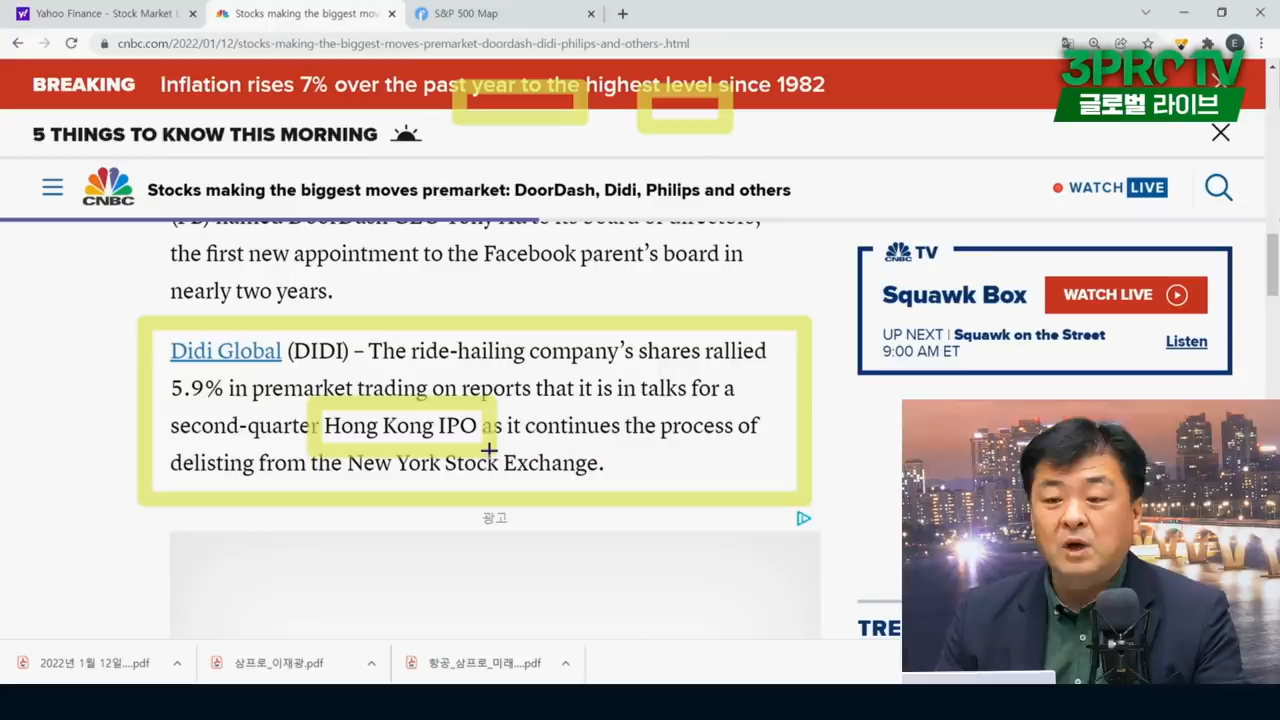 Yahoo Finance - Stock Market
Stocks making the biggest mov
S&P 500 Map
cnbc.com/2022/01/12/stocks-making-the-biggest-moves-premarket-doordash-didi-philips-and-others-.html
E
3PRO TV
글로벌 라이브
BREAKING
Inflation rises 7% over the past year to the highest level since 1982
5 THINGS TO KNOW THIS MORNING
CNBC
Stocks making the biggest moves premarket: DoorDash, Didi, Philips and others
WATCH LIVE
the first new appointment to the Facebook parent's board in
nearly two years.
Didi Global (DIDI) – The ride-hailing company's shares rallied
5.9% in premarket trading on reports that it is in talks for a
second-quarter Hong Kong IPO as it continues the process of
delisting from the New York Stock Exchange.
광고
CNBC TV
Squawk Box
WATCH LIVE
UP NEXT | Squawk on the Street
9:00 AM ET
Listen
TRE
2022년 1월 12일....pdf
삼프로_이재광.pdf
항공_삼프로_미래....pdf